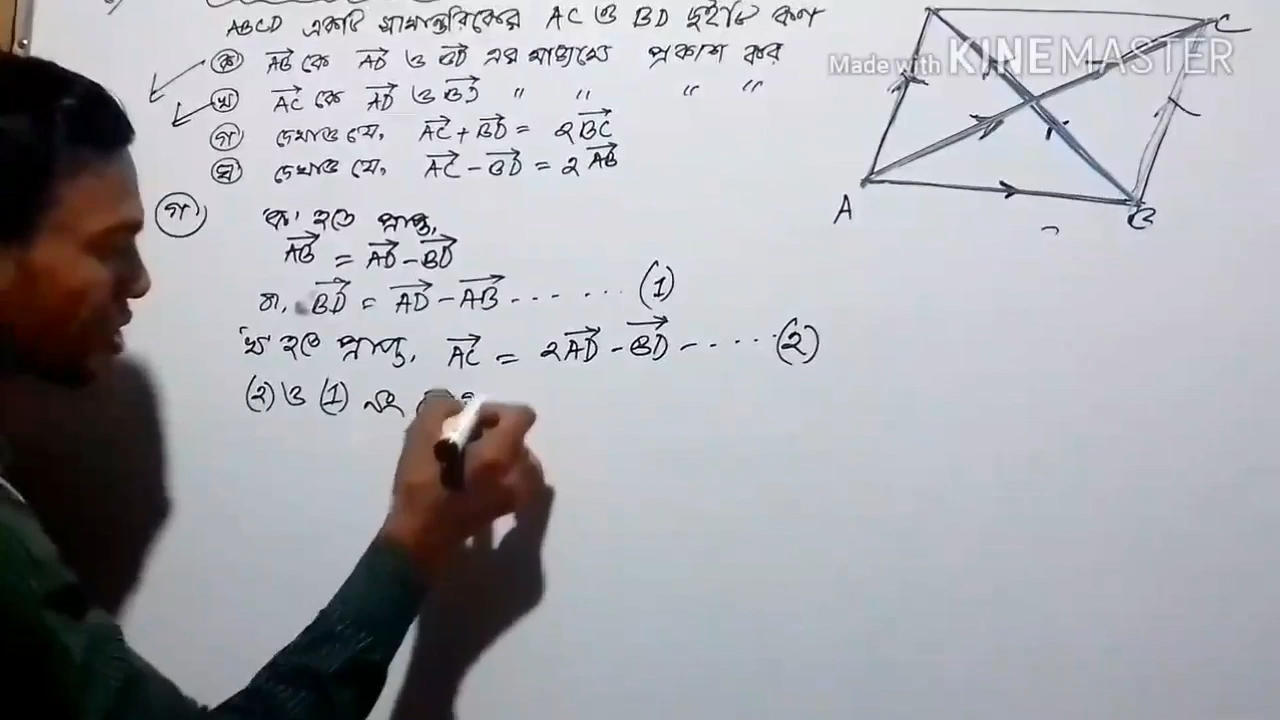 ABCD একটি সামান্তরিকের AC ও BD দুইটি কর্ণ
(ক) AB কে AD ও BD এর মাধ্যমে প্রকাশ কর
(খ) AC কে AD ও BD " " " "
(গ) দেখাও যে, AC + BD = 2BC
(ঘ) দেখাও যে, AC - BD = 2AB
(গ) 'ক' হতে প্রাপ্ত,
AB = AD - BD
বা, BD = AD - AB ....... (1)
'খ' হতে প্রাপ্ত, AC = 2AD - BD ..... (2)
(2) ও (1) নং
A
B
C
Made with KINEMASTER